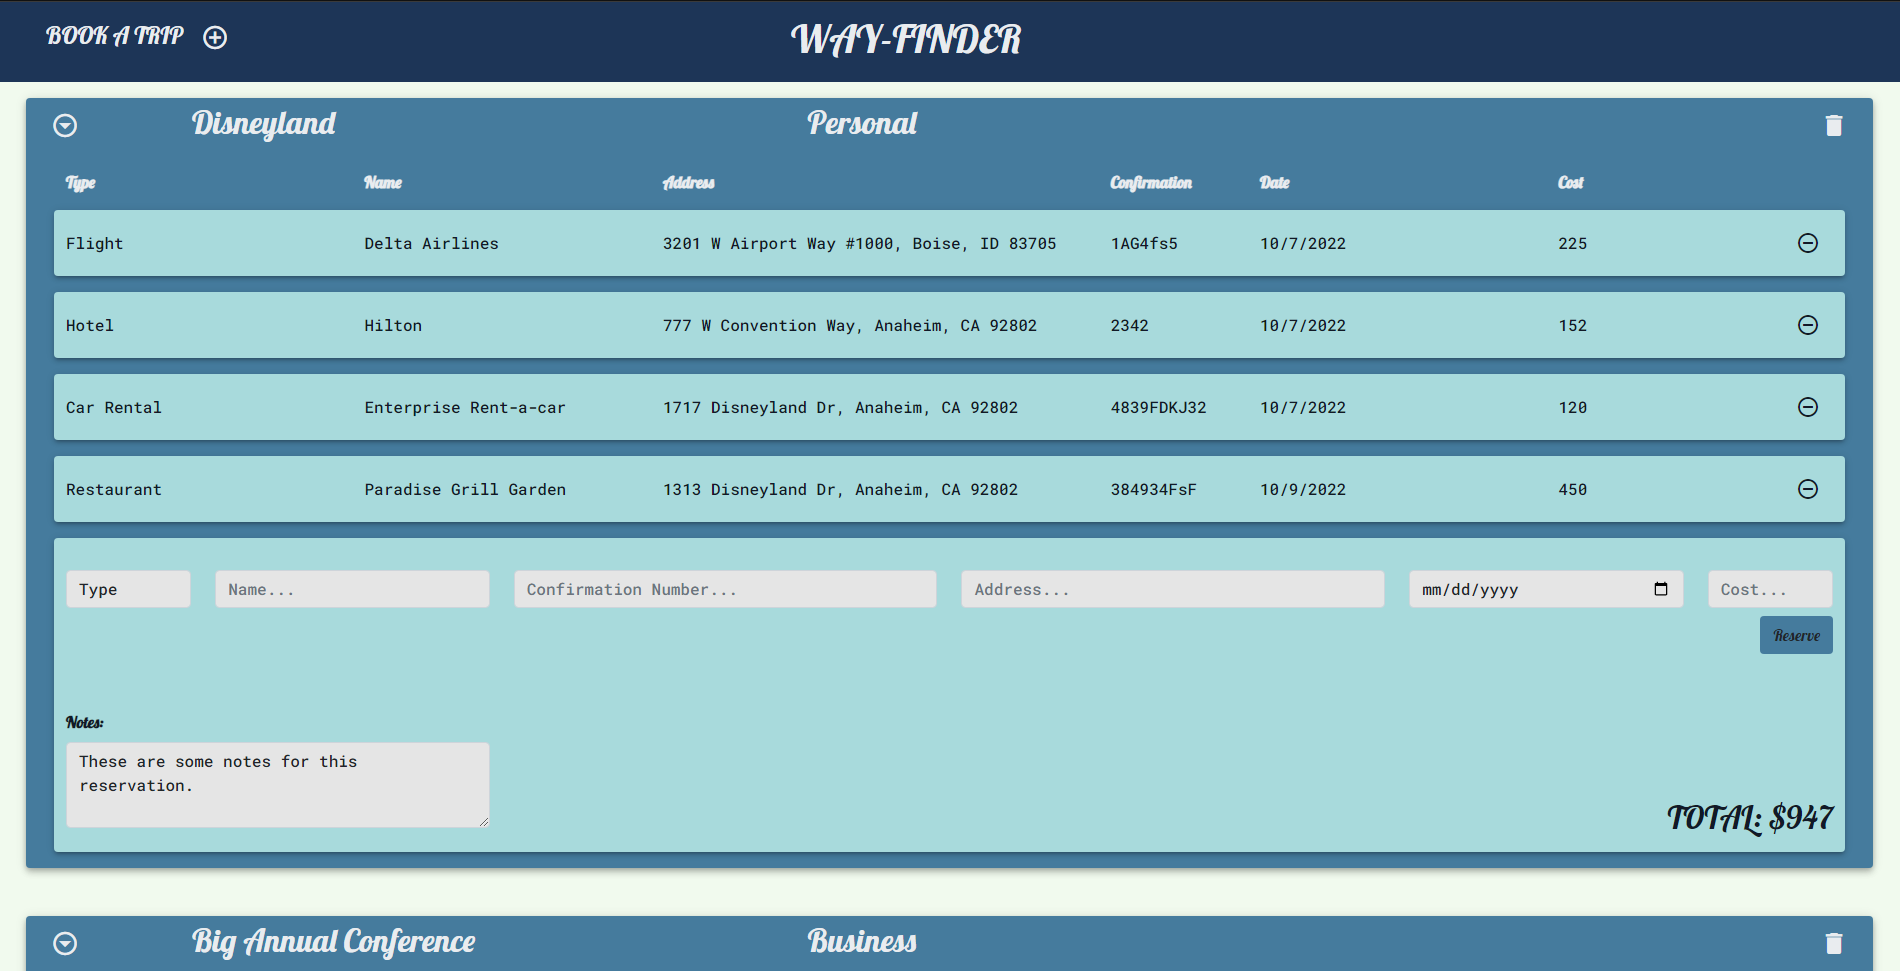 BOOK A TRIP
WAY-FINDER
Disneyland Personal
Type Name Address Confirmation Date Cost
Flight Delta Airlines 3201 W Airport Way #1000, Boise, ID 83705 1AG4fs5 10/7/2022 225
Hotel Hilton 777 W Convention Way, Anaheim, CA 92802 2342 10/7/2022 152
Car Rental Enterprise Rent-a-car 1717 Disneyland Dr, Anaheim, CA 92802 4839FDKJ32 10/7/2022 120
Restaurant Paradise Grill Garden 1313 Disneyland Dr, Anaheim, CA 92802 384934FsF 10/9/2022 450
Type Name... Confirmation Number... Address... mm/dd/yyyy Cost...
Reserve
Notes:
These are some notes for this
reservation.
TOTAL: $947
Big Annual Conference Business